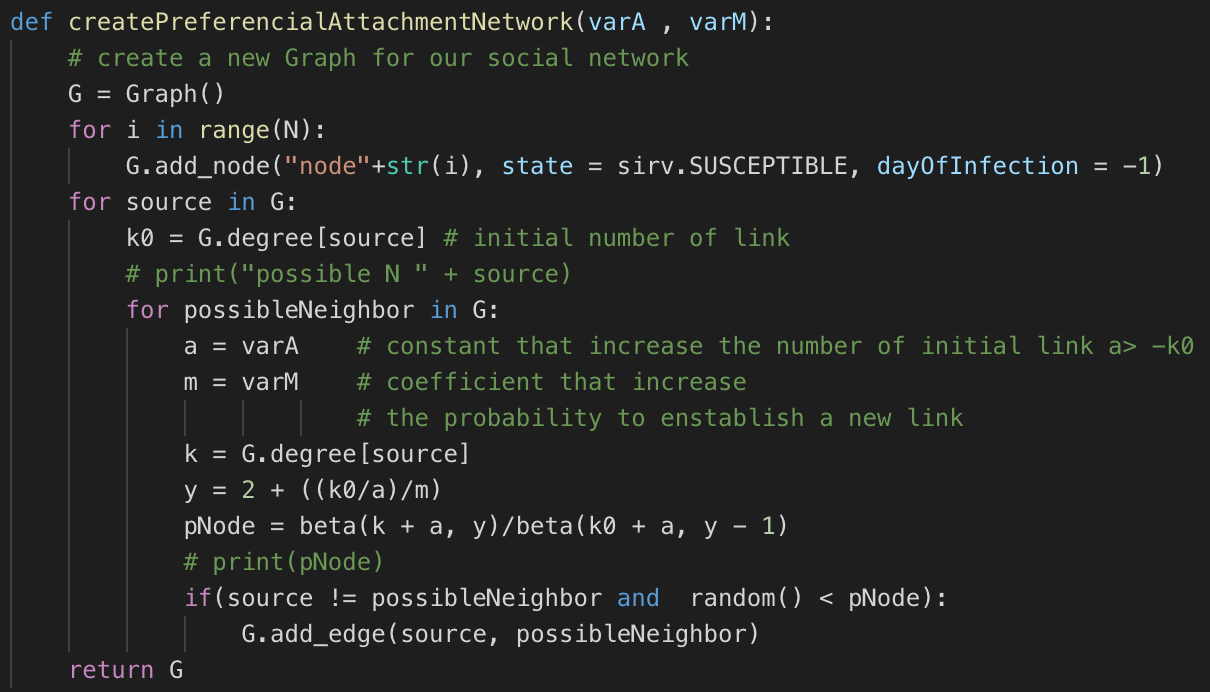 def createPreferencialAttachmentNetwork(varA , varM):
    # create a new Graph for our social network
    G = Graph()
    for i in range(N):
        G.add_node("node"+str(i), state = sirv.SUSCEPTIBLE, dayOfInfection = -1)
    for source in G:
        k0 = G.degree[source] # initial number of link
        # print("possible N " + source)
        for possibleNeighbor in G:
            a = varA    # constant that increase the number of initial link a> -k0
            m = varM    # coefficient that increase
                        # the probability to enstablish a new link
            k = G.degree[source]
            y = 2 + ((k0/a)/m)
            pNode = beta(k + a, y)/beta(k0 + a, y - 1)
            # print(pNode)
            if(source != possibleNeighbor and  random() < pNode):
                G.add_edge(source, possibleNeighbor)
    return G